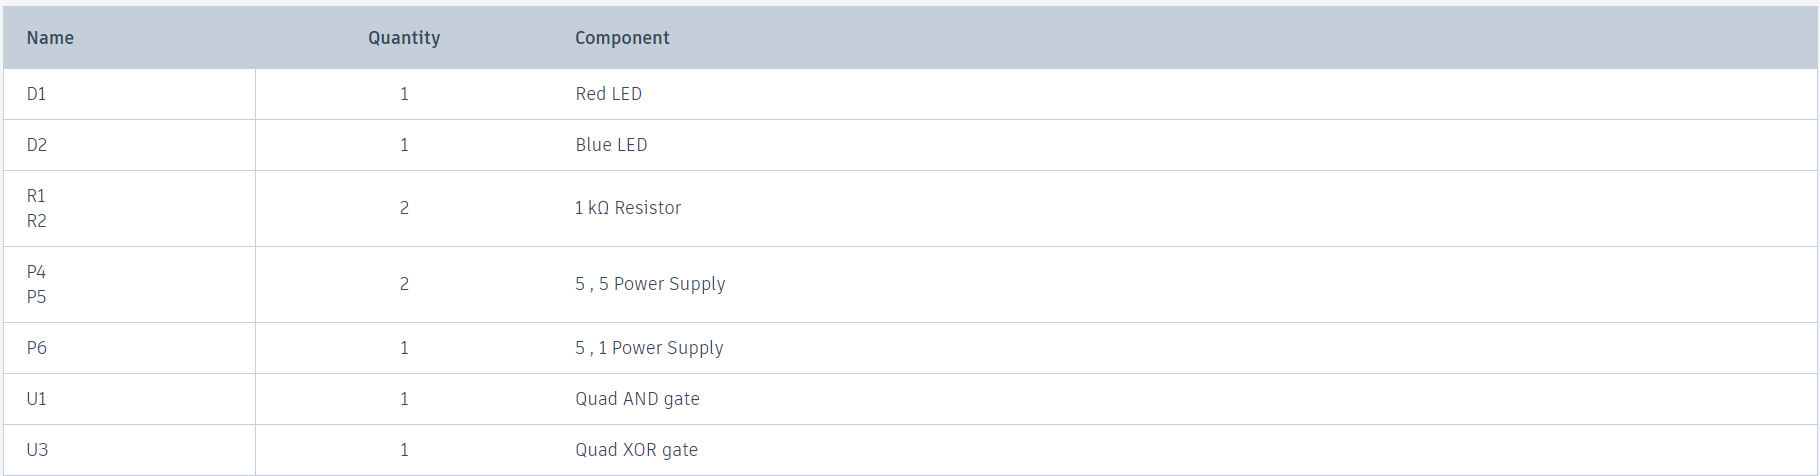 Name Quantity Component
D1 1 Red LED
D2 1 Blue LED
R1
R2 2 1 kΩ Resistor
P4
P5 2 5 , 5 Power Supply
P6 1 5 , 1 Power Supply
U1 1 Quad AND gate
U3 1 Quad XOR gate